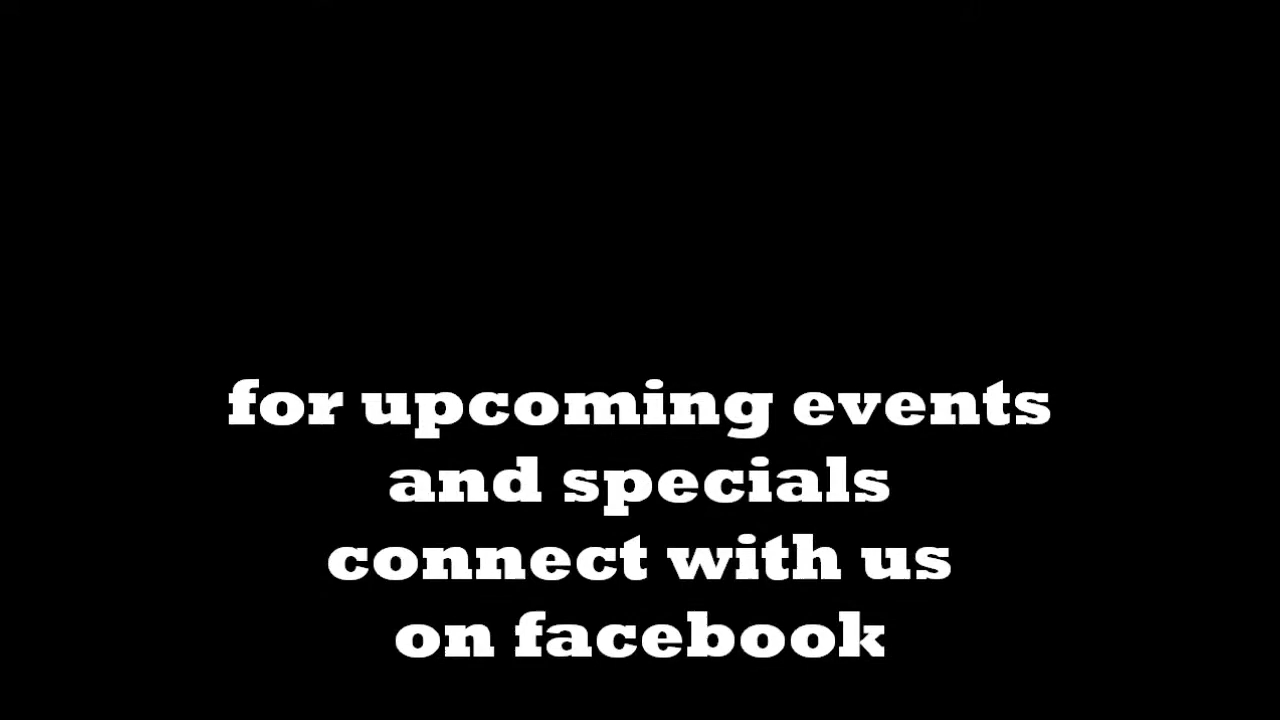 for upcoming events
and specials
connect with us
on facebook